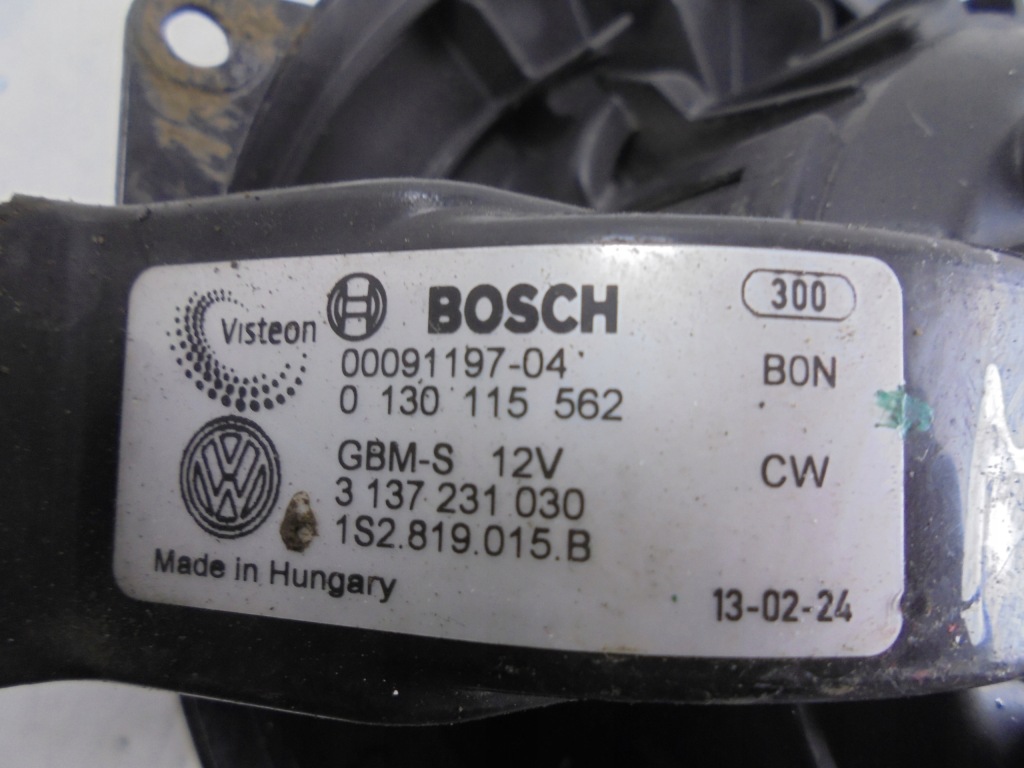 Visteon BOSCH 300
00091197-04 B0N
0 130 115 562
GBM-S 12V CW
3 137 231 030
1S2.819.015.B
Made in Hungary 13-02-24